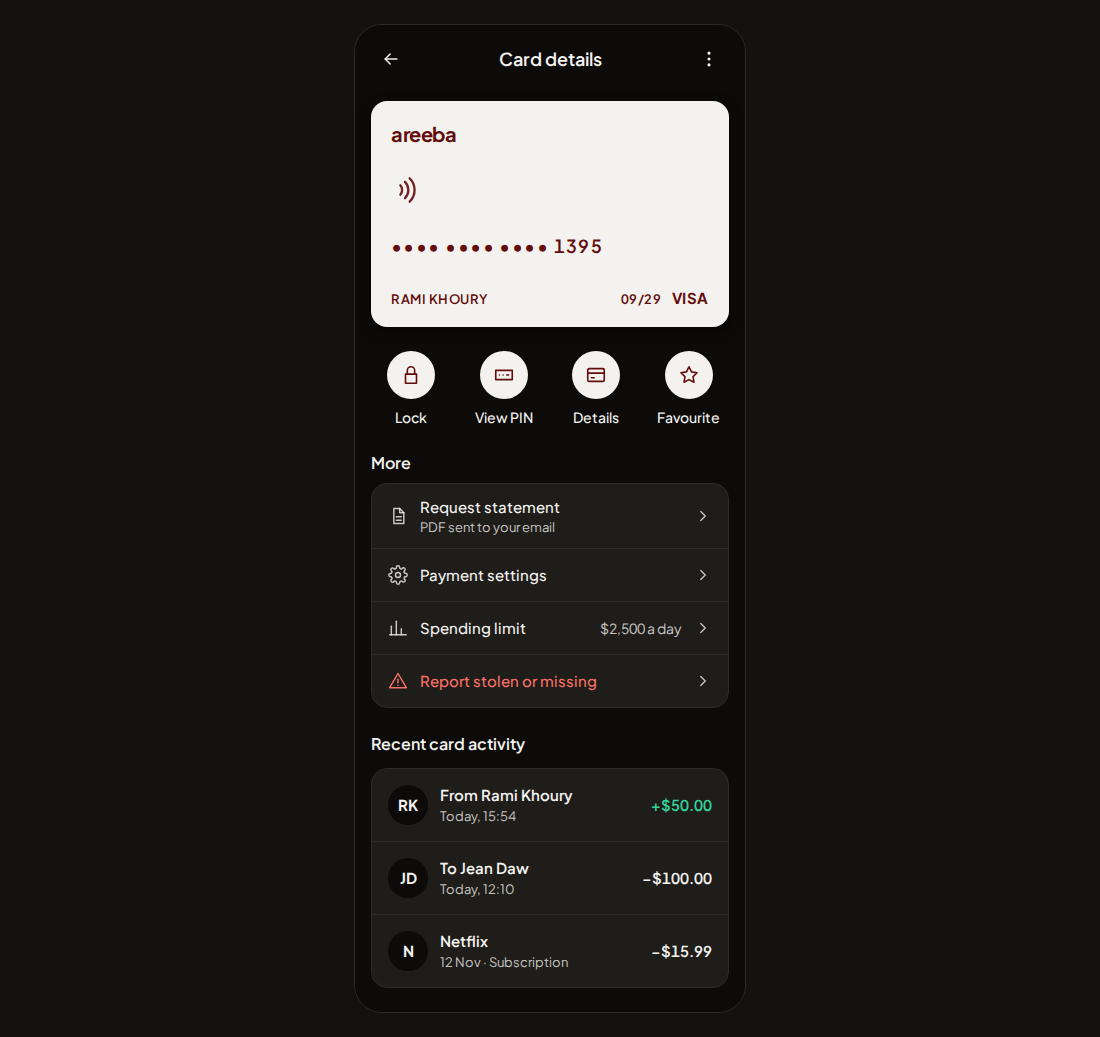 Card details
areeba
•••• •••• •••• 1395
RAMI KHOURY 09/29 VISA
Lock View PIN Details Favourite
More
Request statement
PDF sent to your email
Payment settings
Spending limit $2,500 a day
Report stolen or missing
Recent card activity
RK From Rami Khoury +$50.00
Today, 15:54
JD To Jean Daw −$100.00
Today, 12:10
N Netflix −$15.99
12 Nov · Subscription